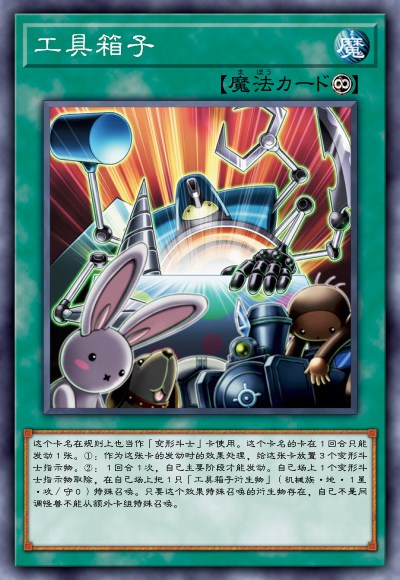 工具箱子
魔
まほう
【魔法カード】
这个卡名在规则上也当作「变形斗士」卡使用。这个卡名的卡在1回合只能
发动1张。①：作为这张卡的发动时的效果处理，给这张卡放置3个变形斗
士指示物。②：1回合1次，自己主要阶段才能发动。自己场上1个变形斗士
指示物取除，在自己场上把1只「工具箱子衍生物」（机械族·地·1星
·攻/守0）特殊召唤。只要这个效果特殊召唤的衍生物存在，自己不是同
调怪兽不能从额外卡组特殊召唤。